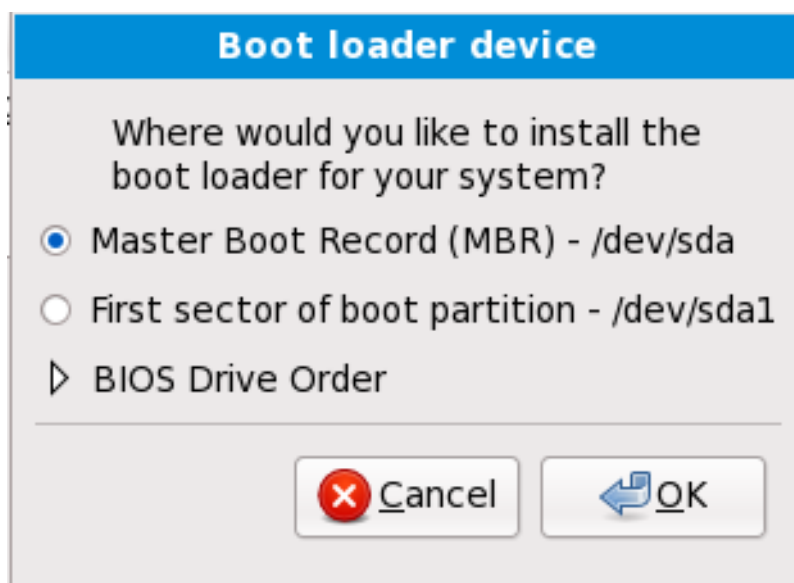 Boot loader device
Where would you like to install the
boot loader for your system?
Master Boot Record (MBR) - /dev/sda
First sector of boot partition - /dev/sda1
BIOS Drive Order
Cancel
OK